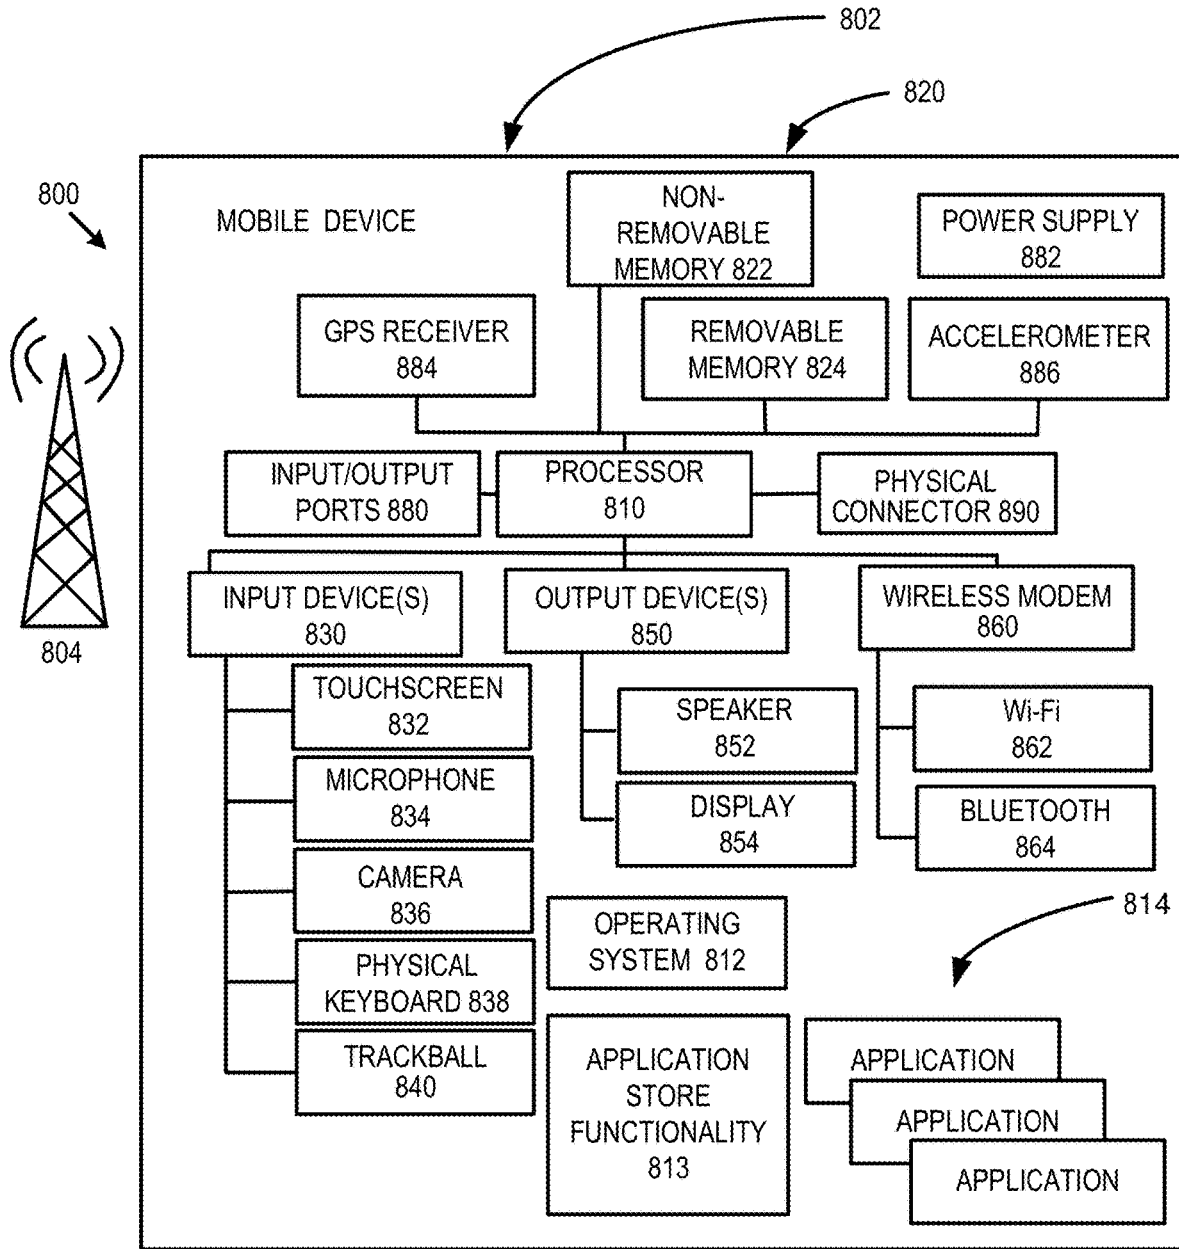 802
820
800
MOBILE DEVICE
NON-
REMOVABLE
MEMORY 822
POWER SUPPLY
882
GPS RECEIVER
884
REMOVABLE
MEMORY 824
ACCELEROMETER
886
INPUT/OUTPUT
PORTS 880
PROCESSOR
810
PHYSICAL
CONNECTOR 890
INPUT DEVICE(S)
830
OUTPUT DEVICE(S)
850
WIRELESS MODEM
860
804
TOUCHSCREEN
832
SPEAKER
852
Wi-Fi
862
MICROPHONE
834
DISPLAY
854
BLUETOOTH
864
CAMERA
836
814
OPERATING
SYSTEM 812
PHYSICAL
KEYBOARD 838
TRACKBALL
840
APPLICATION
STORE
FUNCTIONALITY
813
APPLICATION
APPLICATION
APPLICATION